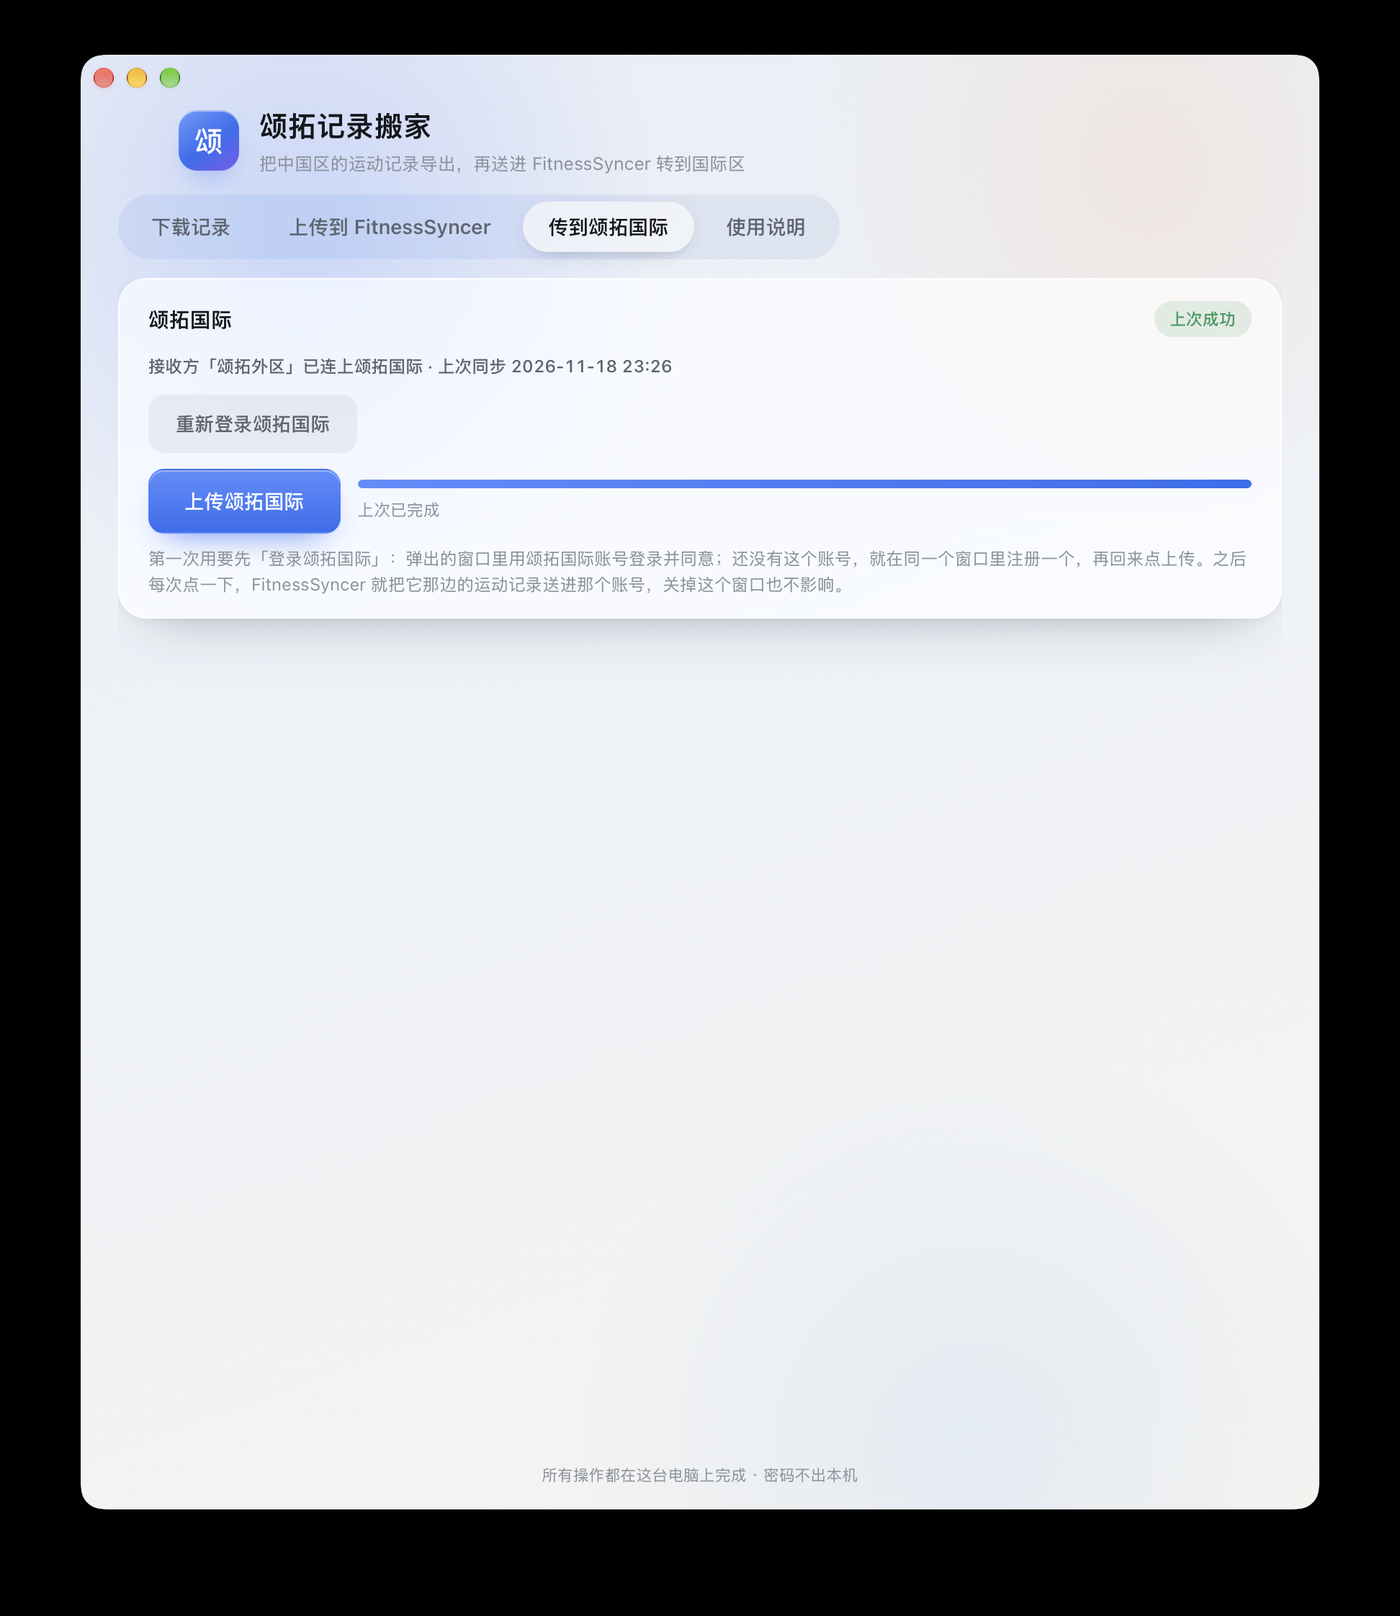 颂
颂拓记录搬家
把中国区的运动记录导出，再送进 FitnessSyncer 转到国际区
下载记录 上传到 FitnessSyncer 传到颂拓国际 使用说明
颂拓国际 上次成功
接收方「颂拓外区」已连上颂拓国际 · 上次同步 2026-11-18 23:26
重新登录颂拓国际
上传颂拓国际
上次已完成
第一次用要先「登录颂拓国际」：弹出的窗口里用颂拓国际账号登录并同意；还没有这个账号，就在同一个窗口里注册一个，再回来点上传。之后
每次点一下，FitnessSyncer 就把它那边的运动记录送进那个账号，关掉这个窗口也不影响。
所有操作都在这台电脑上完成 · 密码不出本机